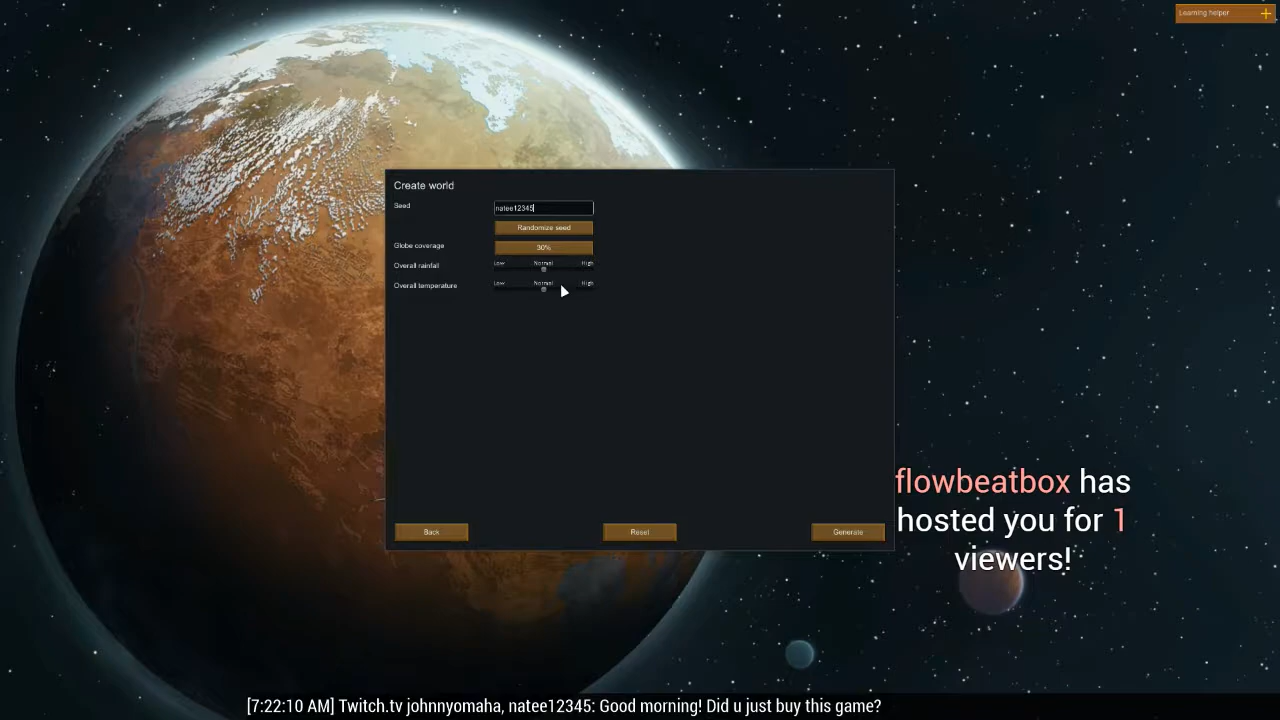 Learning helper
Create world
Seed
natee12345
Randomize seed
Globe coverage
30%
Overall rainfall
Low Normal High
Overall temperature
Low Normal High
Back
Reset
Generate
flowbeatbox has
hosted you for 1
viewers!
[7:22:10 AM] Twitch.tv johnnyomaha, natee12345: Good morning! Did u just buy this game?